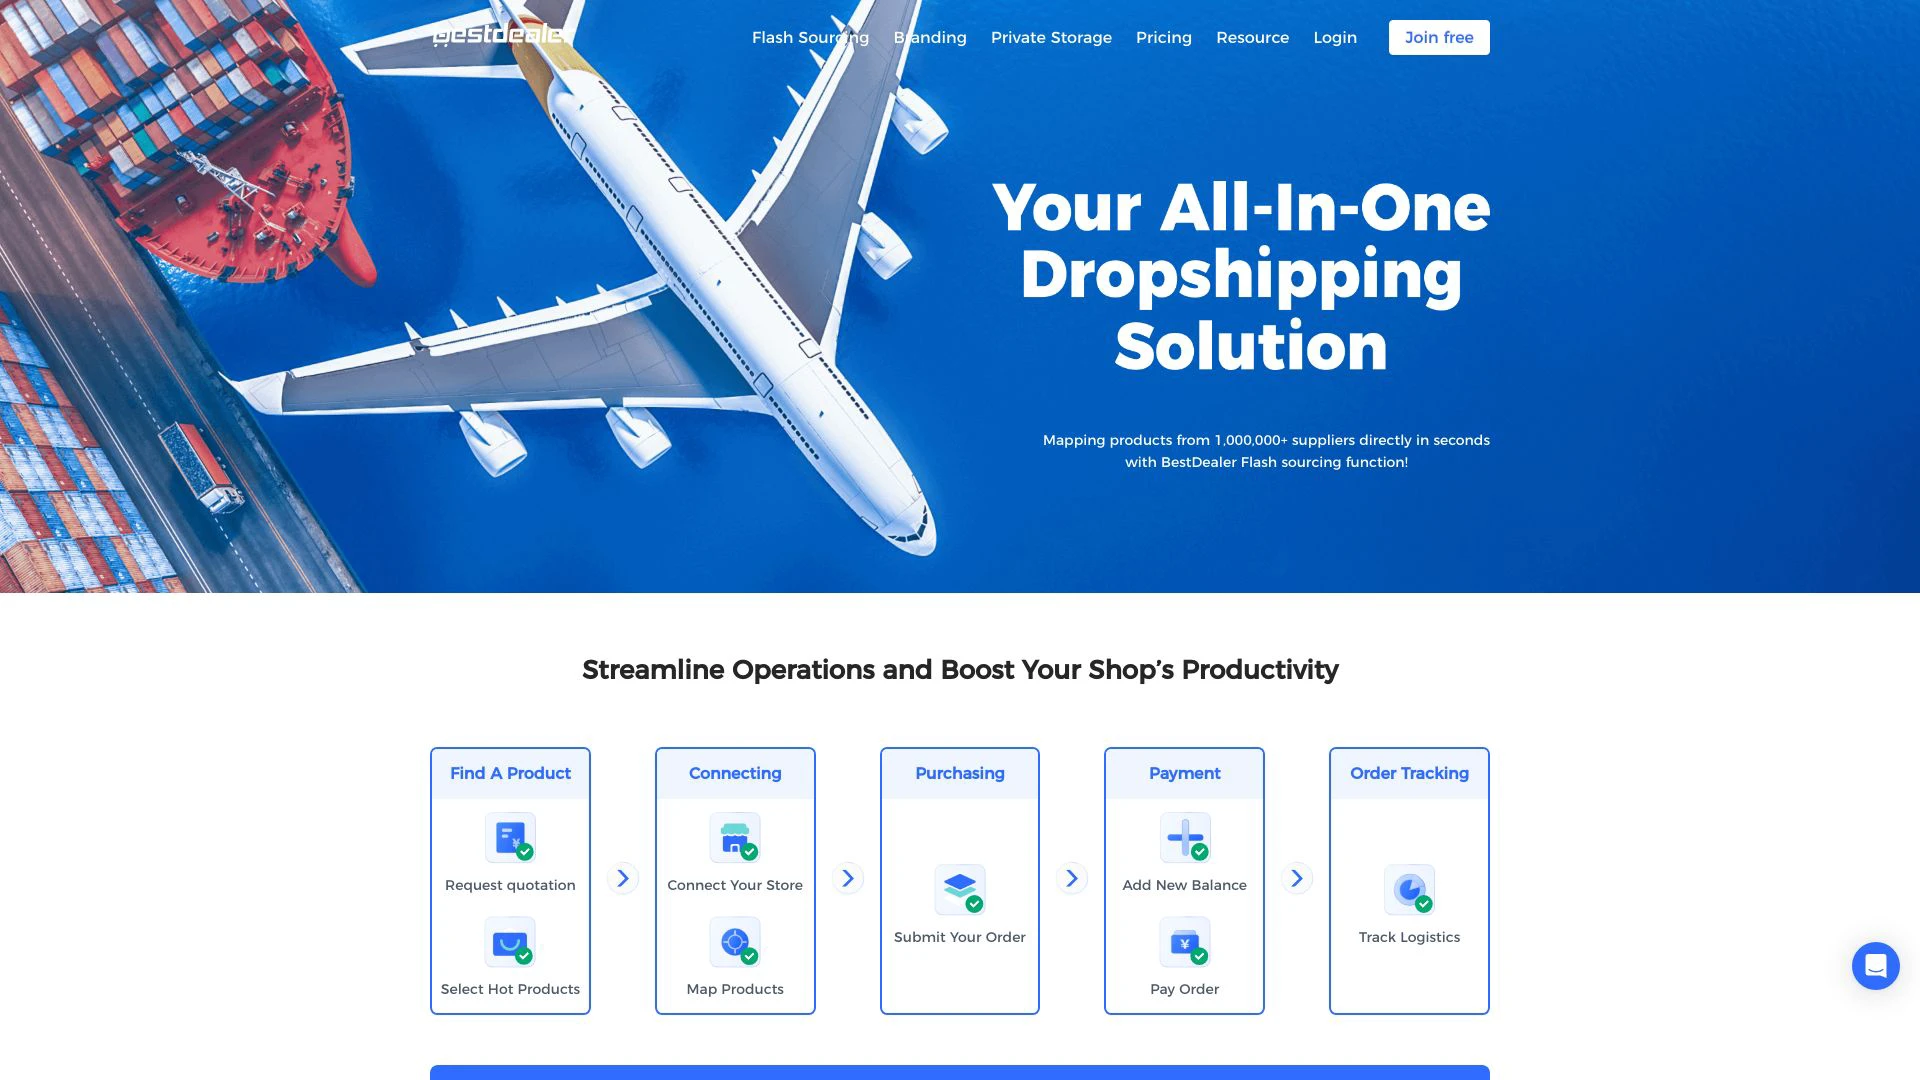 Bestdealer
Flash Sourcing
Branding
Private Storage
Pricing
Resource
Login
Join free
Your All-In-One
Dropshipping
Solution
Mapping products from 1,000,000+ suppliers directly in seconds
with BestDealer Flash sourcing function!
Streamline Operations and Boost Your Shop’s Productivity
Find A Product
Request quotation
Select Hot Products
Connecting
Connect Your Store
Map Products
Purchasing
Submit Your Order
Payment
Add New Balance
¥
Pay Order
Order Tracking
Track Logistics